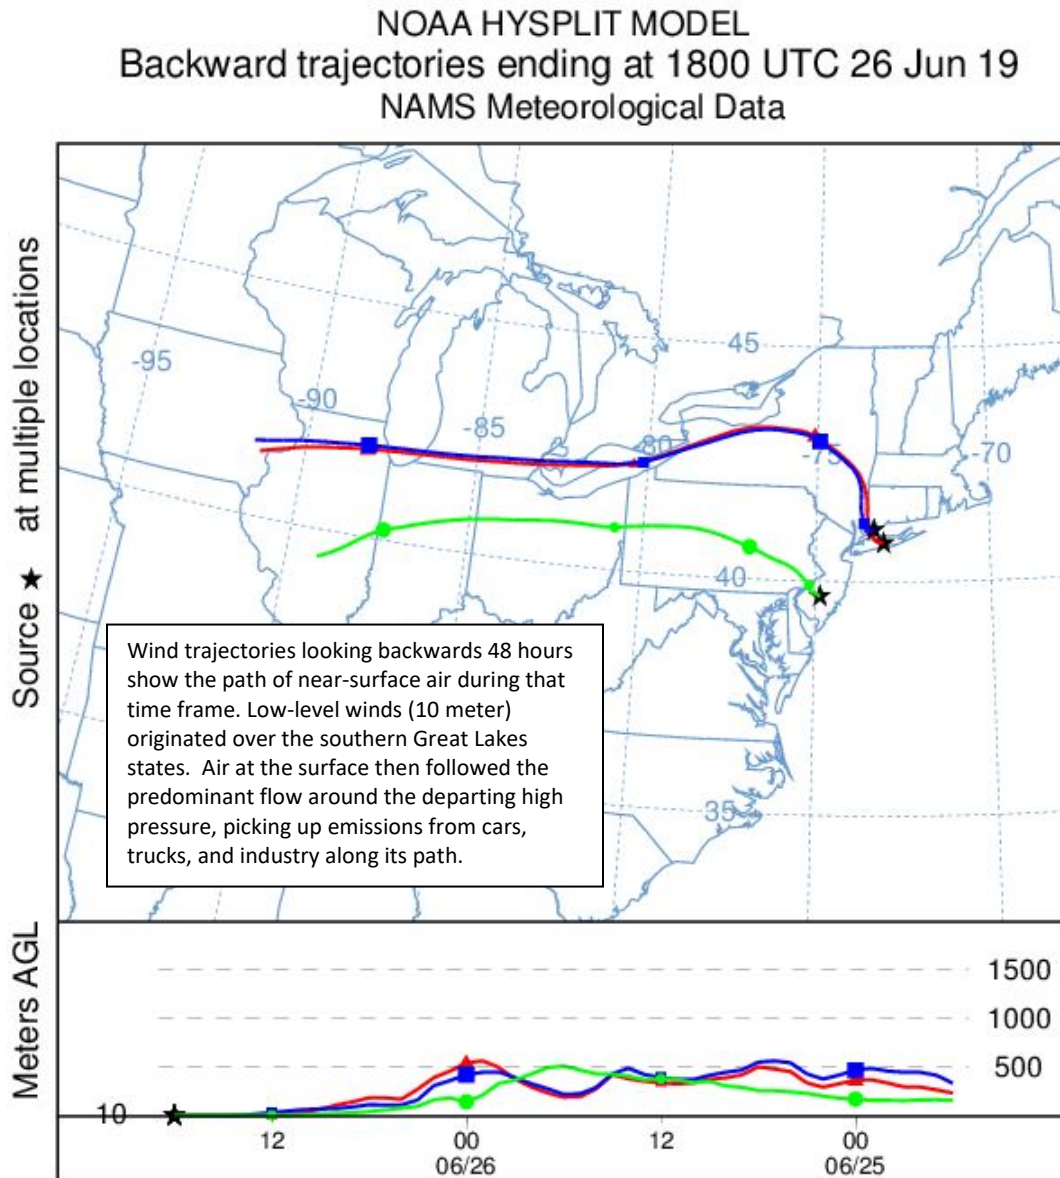 NOAA HYSPLIT MODEL
Backward trajectories ending at 1800 UTC 26 Jun 19
NAMS Meteorological Data
Source ★ at multiple locations
45
-95
-90
-85
-80
-75
-70
40
35
Wind trajectories looking backwards 48 hours
show the path of near-surface air during that
time frame. Low-level winds (10 meter)
originated over the southern Great Lakes
states.  Air at the surface then followed the
predominant flow around the departing high
pressure, picking up emissions from cars,
trucks, and industry along its path.
Meters AGL
1500
1000
500
10
12 00 12 00
06/26 06/25